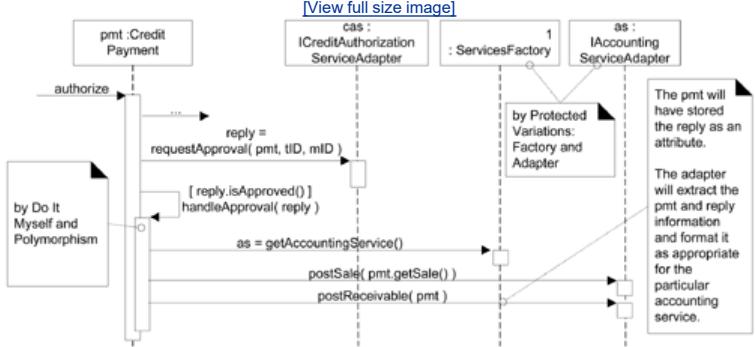 [View full size image]
pmt :Credit
Payment
cas :
ICreditAuthorization
ServiceAdapter
1
: ServicesFactory
as :
IAccounting
ServiceAdapter
authorize
...
reply =
requestApproval( pmt, tID, mID )
[ reply.isApproved() ]
handleApproval( reply )
by Do It
Myself and
Polymorphism
as = getAccountingService()
postSale( pmt.getSale() )
postReceivable( pmt )
by Protected
Variations:
Factory and
Adapter
The pmt will
have stored
the reply as an
attribute.
The adapter
will extract the
pmt and reply
information
and format it
as appropriate
for the
particular
accounting
service.